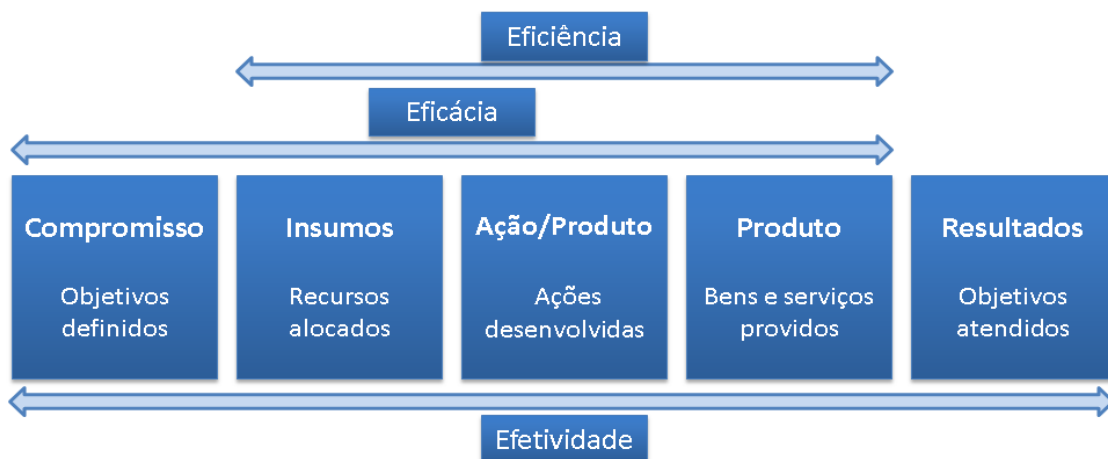 Eficiência
Eficácia
Compromisso
Objetivos
definidos
Insumos
Recursos
alocados
Ação/Produto
Ações
desenvolvidas
Produto
Bens e serviços
providos
Resultados
Objetivos
atendidos
Efetividade